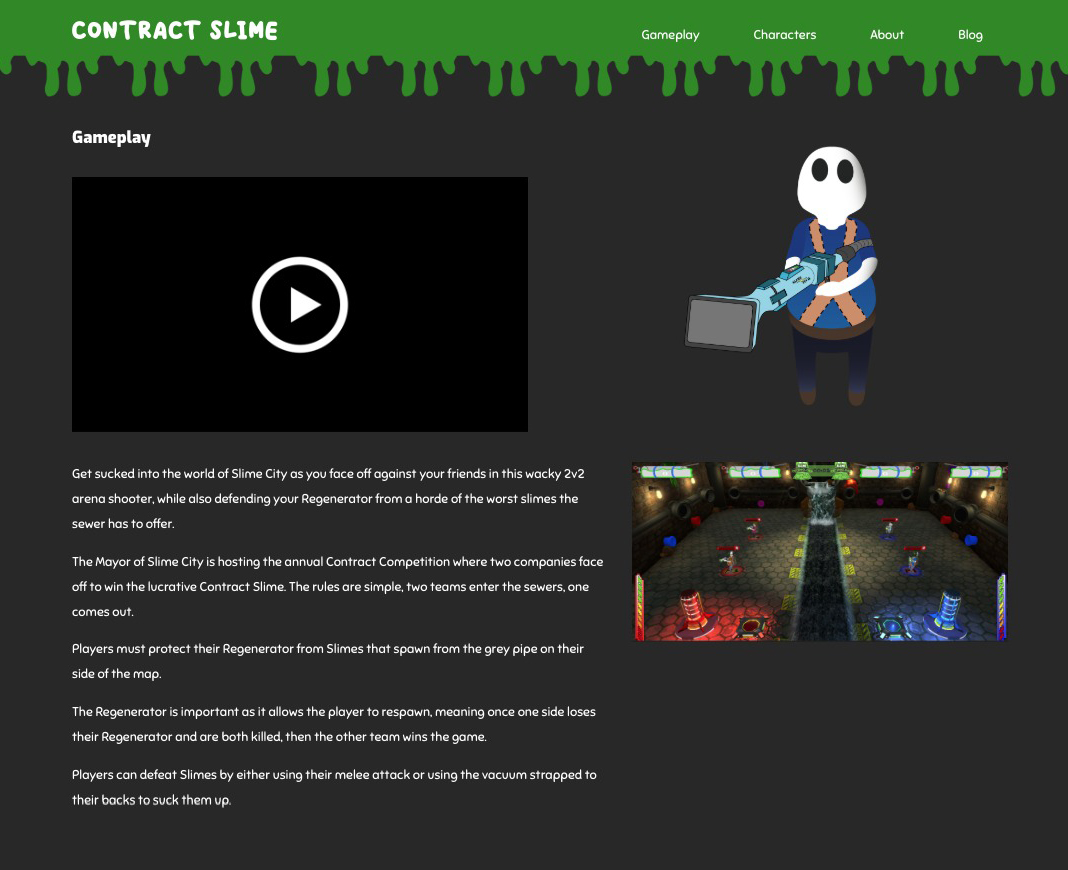 CONTRACT SLIME
Gameplay Characters About Blog
Gameplay
Get sucked into the world of Slime City as you face off against your friends in this wacky 2v2
arena shooter, while also defending your Regenerator from a horde of the worst slimes the
sewer has to offer.
The Mayor of Slime City is hosting the annual Contract Competition where two companies face
off to win the lucrative Contract Slime. The rules are simple, two teams enter the sewers, one
comes out.
Players must protect their Regenerator from Slimes that spawn from the grey pipe on their
side of the map.
The Regenerator is important as it allows the player to respawn, meaning once one side loses
their Regenerator and are both killed, then the other team wins the game.
Players can defeat Slimes by either using their melee attack or using the vacuum strapped to
their backs to suck them up.